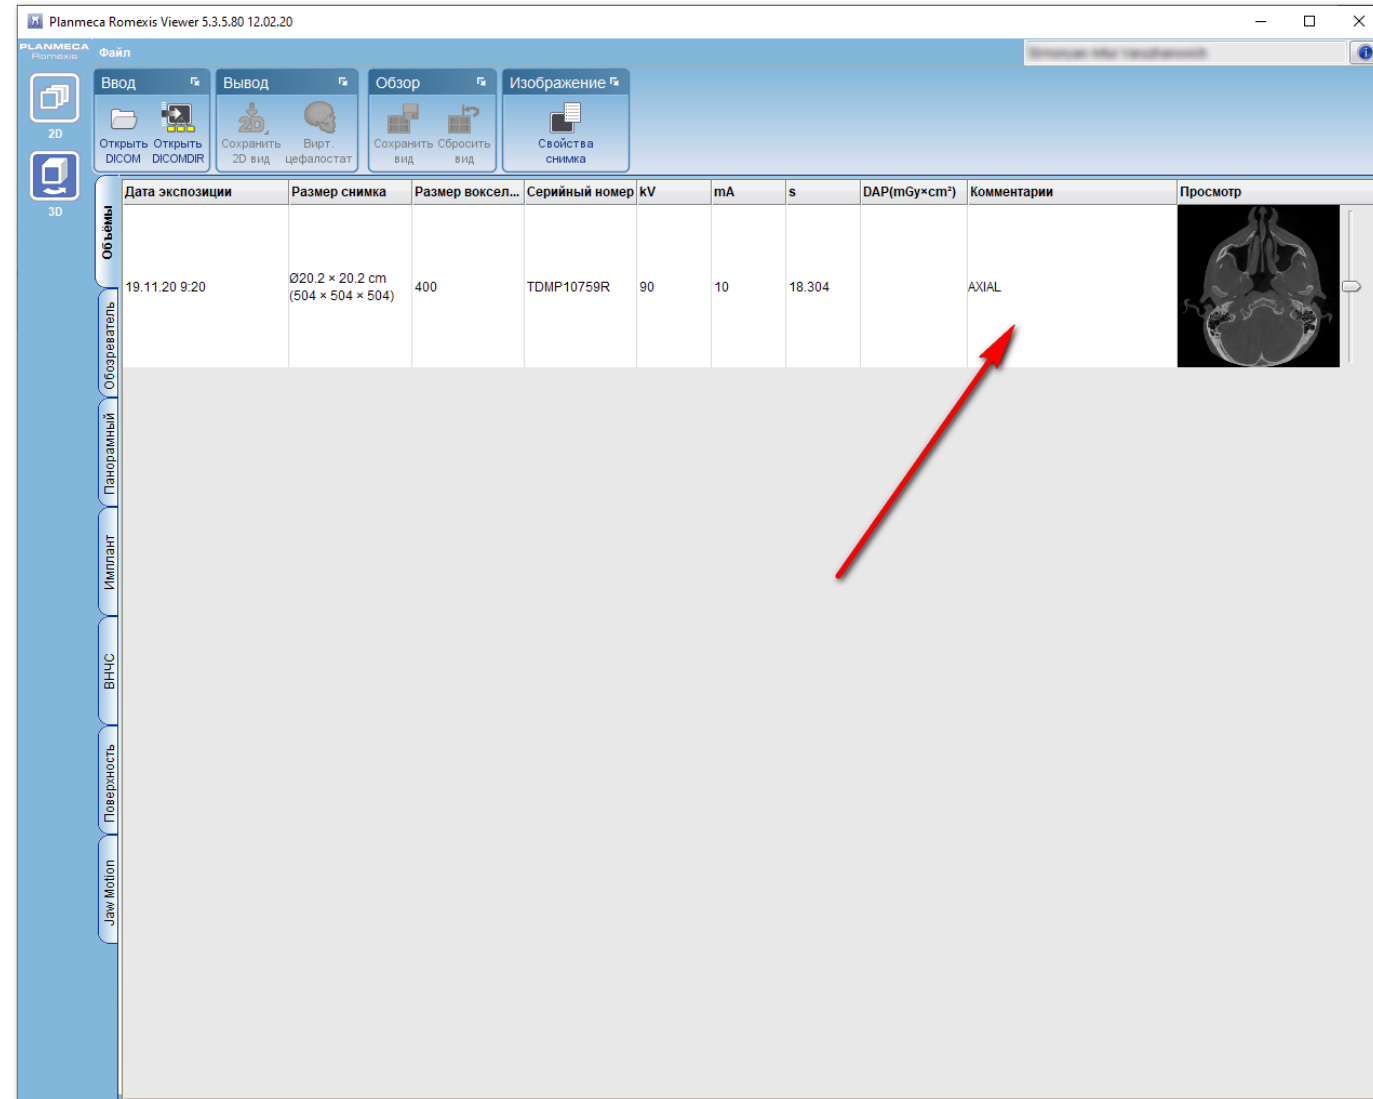 Planmeca Romexis Viewer 5.3.5.80 12.02.20
PLANMECA
Romexis
Файл
Ввод
Вывод
Обзор
Изображение
2D
Открыть DICOM
Открыть DICOMDIR
Сохранить 2D вид
Вирт. цефалостат
Сохранить вид
Сбросить вид
Свойства снимка
3D
Дата экспозиции Размер снимка Размер воксел... Серийный номер kV mA s DAP(mGy×cm²) Комментарии Просмотр
19.11.20 9:20 Ø20.2 × 20.2 cm (504 × 504 × 504) 400 TDMP10759R 90 10 18.304 AXIAL
Объёмы
Обозреватель
Панорамный
Имплант
ВНЧС
Поверхность
Jaw Motion